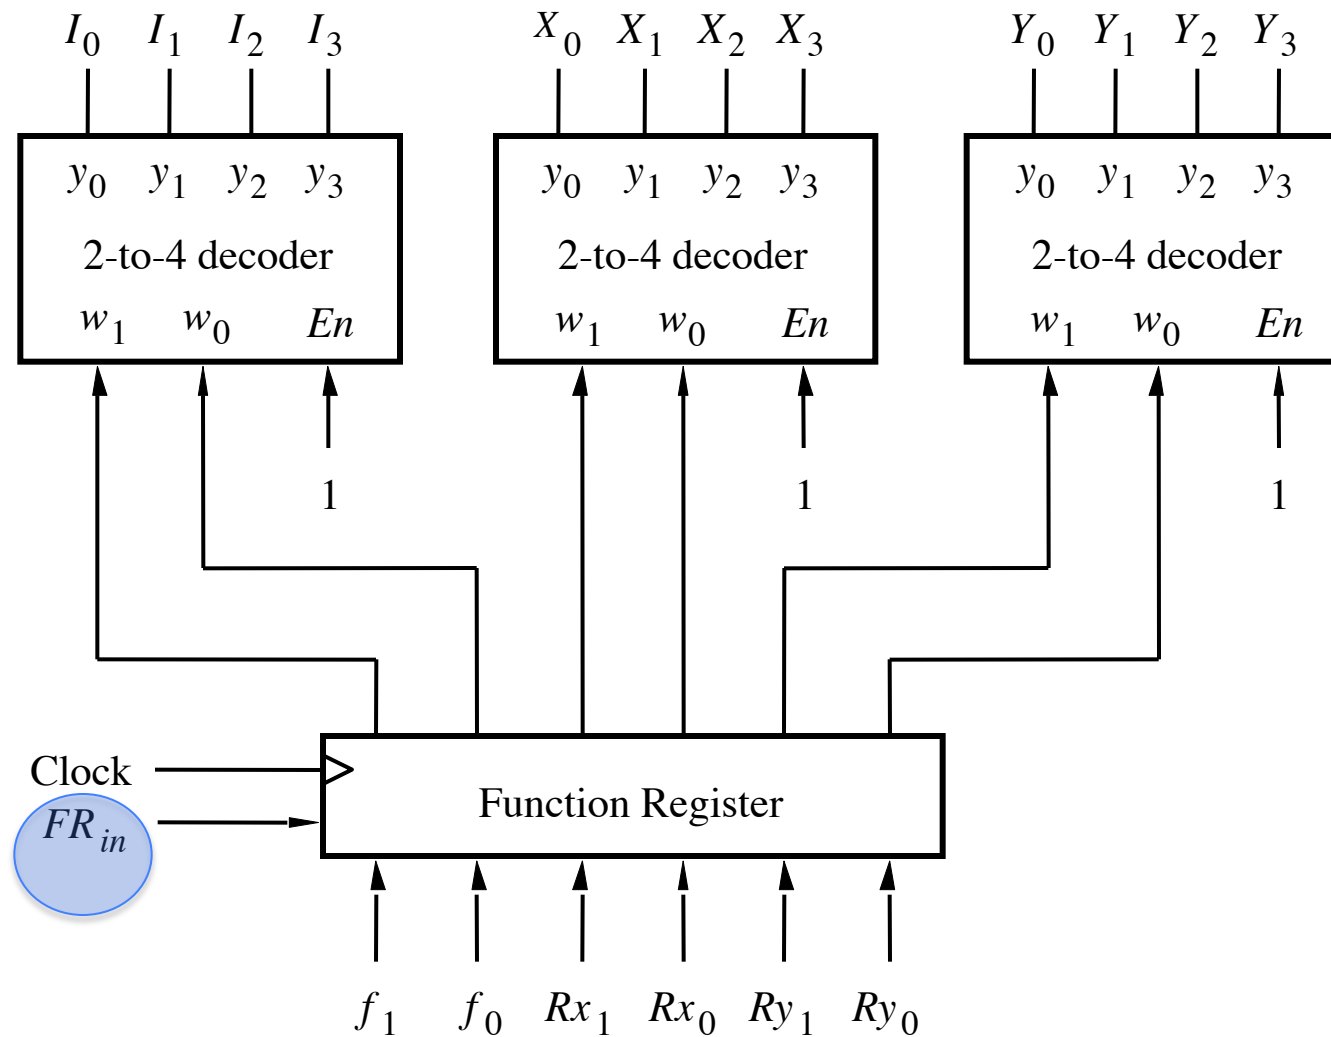 I0 I1 I2 I3 X0 X1 X2 X3 Y0 Y1 Y2 Y3
y0 y1 y2 y3 y0 y1 y2 y3 y0 y1 y2 y3
2-to-4 decoder 2-to-4 decoder 2-to-4 decoder
w1 w0 En w1 w0 En w1 w0 En
1 1 1
Clock
FRin
Function Register
f1 f0 Rx1 Rx0 Ry1 Ry0